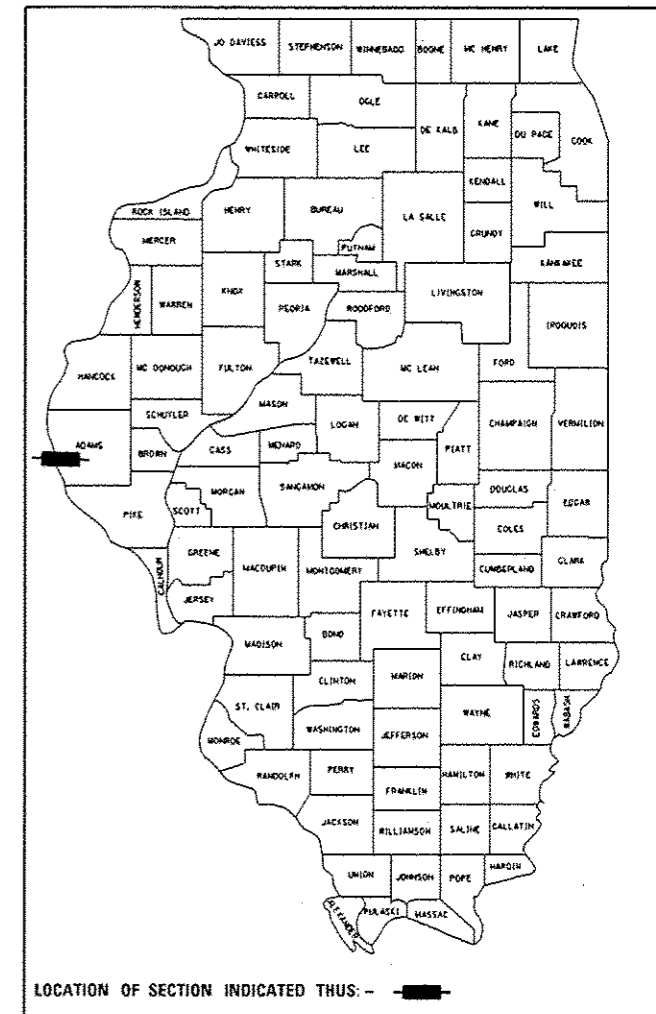 JO DAVIESS STEPHENSON WINNEBAGO BOONE MC HENRY LAKE
CARROLL OGLE DE KALB KANE DU PAGE COOK
WHITESIDE LEE KENDALL WILL
ROCK ISLAND HENRY BUREAU LA SALLE GRUNDY
MERCER PUTNAM KANKAKEE
STARK MARSHALL
HENDERSON WARREN KNOX PEORIA WOODFORD LIVINGSTON IROQUOIS
HANCOCK MC DONOUGH FULTON TAZEWELL MC LEAN FORD
SCHUYLER MASON LOGAN DE WITT CHAMPAIGN VERMILION
ADAMS BROWN CASS MENARD MACON PIATT
PIKE SCOTT MORGAN SANGAMON CHRISTIAN MOULTRIE DOUGLAS EDGAR
COLES
CALHOUN GREENE MACOUPIN MONTGOMERY SHELBY CUMBERLAND CLARK
JERSEY FAYETTE EFFINGHAM JASPER CRAWFORD
MADISON BOND CLAY RICHLAND LAWRENCE
CLINTON MARION
ST. CLAIR WASHINGTON JEFFERSON WAYNE EDWARDS WABASH
MONROE
RANDOLPH PERRY FRANKLIN HAMILTON WHITE
JACKSON WILLIAMSON SALINE GALLATIN
UNION JOHNSON POPE HARDIN
ALEXANDER PULASKI MASSAC
LOCATION OF SECTION INDICATED THUS: -